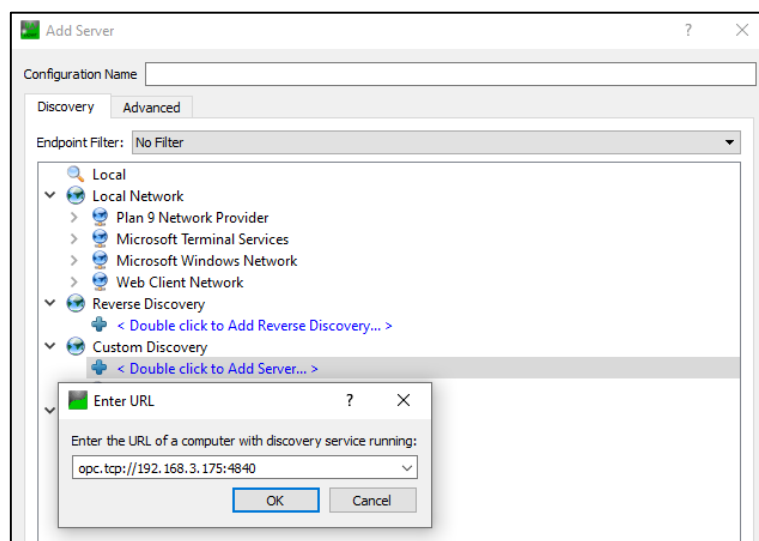 Add Server
Configuration Name
Discovery Advanced
Endpoint Filter: No Filter
Local
Local Network
Plan 9 Network Provider
Microsoft Terminal Services
Microsoft Windows Network
Web Client Network
Reverse Discovery
< Double click to Add Reverse Discovery... >
Custom Discovery
< Double click to Add Server... >
Enter URL
Enter the URL of a computer with discovery service running:
opc.tcp://192.168.3.175:4840
OK Cancel